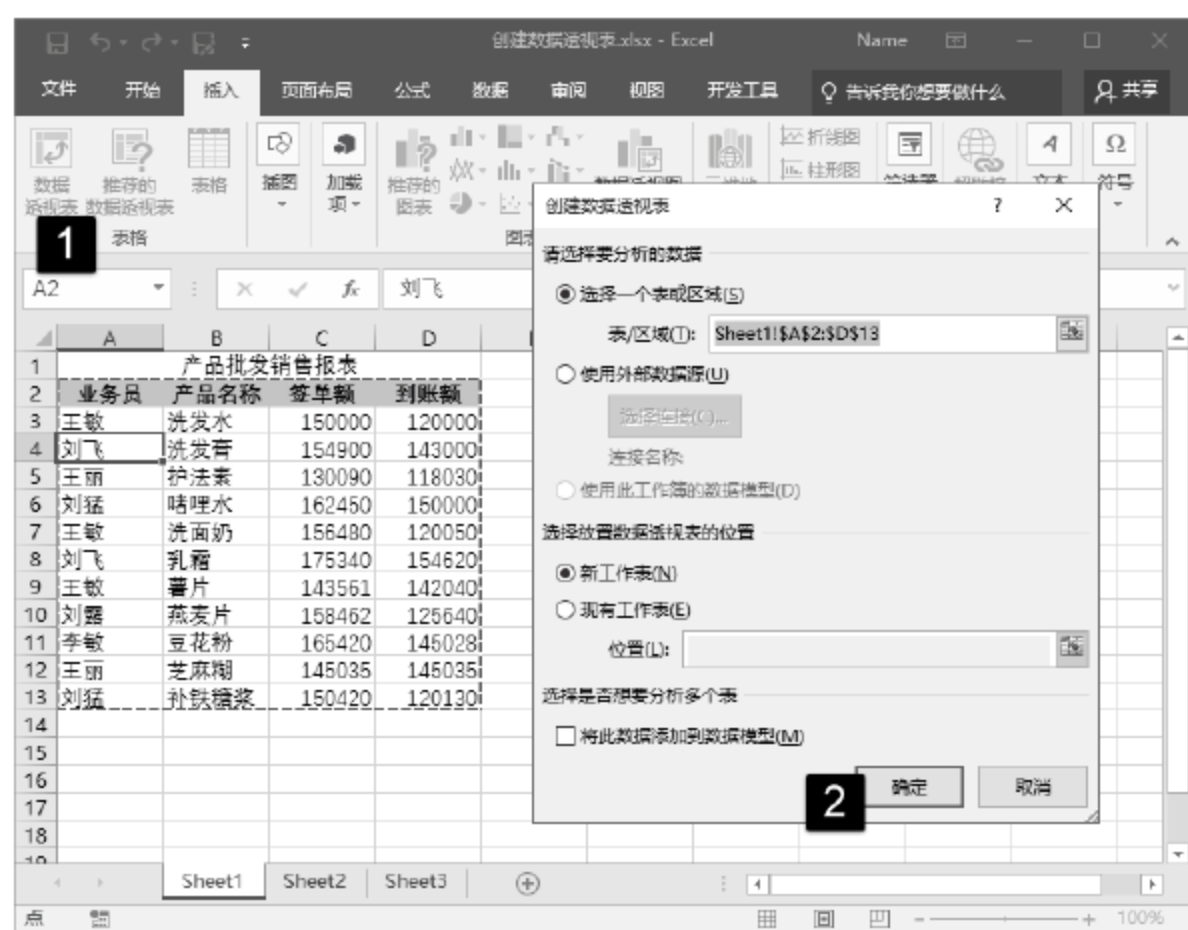 创建数据透视表.xlsx - Excel Name
文件 开始 插入 页面布局 公式 数据 审阅 视图 开发工具 告诉我你想要做什么 共享
数据透视表 推荐的数据透视表 表格 插图 加载项 推荐的图表 折线图 柱形图
表格
1
A2 fx 刘飞
A B C D
1 产品批发销售报表
2 业务员 产品名称 签单额 到账额
3 王敏 洗发水 150000 120000
4 刘飞 洗发膏 154900 143000
5 王丽 护法素 130090 118030
6 刘猛 啫哩水 162450 150000
7 王敏 洗面奶 156480 120050
8 刘飞 乳霜 175340 154620
9 王敏 薯片 143561 142040
10 刘露 燕麦片 158462 125640
11 李敏 豆花粉 165420 145028
12 王丽 芝麻糊 145035 145035
13 刘猛 补铁糖浆 150420 120130
14
15
16
17
18
19
创建数据透视表 ?
请选择要分析的数据
选择一个表或区域(S)
表/区域(T): Sheet1!$A$2:$D$13
使用外部数据源(U)
选择连接(C)...
连接名称:
使用此工作簿的数据模型(D)
选择放置数据透视表的位置
新工作表(N)
现有工作表(E)
位置(L):
选择是否想要分析多个表
将此数据添加到数据模型(M)
2 确定 取消
Sheet1 Sheet2 Sheet3
点 100%